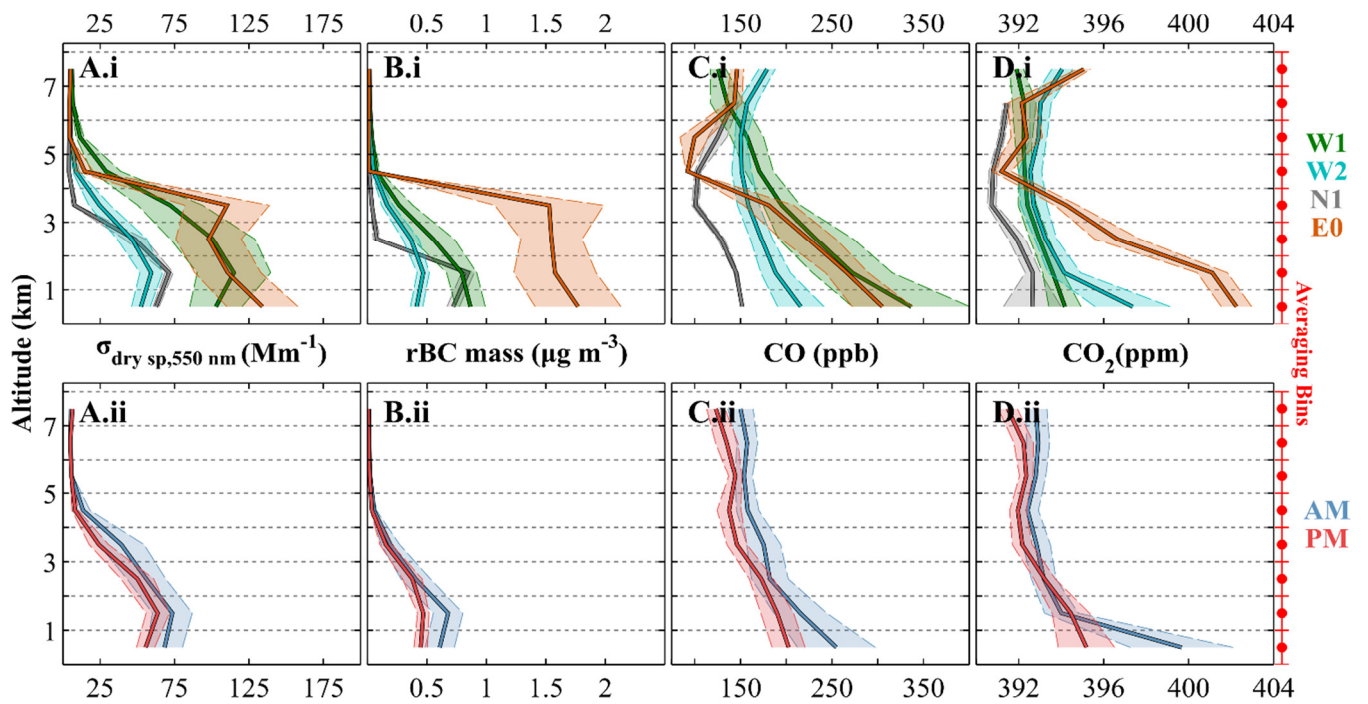 25 75 125 175 0.5 1 1.5 2 150 250 350 392 396 400 404
A.i B.i C.i D.i
7
5
3
1
W1
W2
N1
E0
Altitude (km)
σdry sp,550 nm (Mm-1) rBC mass (μg m-3) CO (ppb) CO2(ppm)
Averaging Bins
A.ii B.ii C.ii D.ii
7
5
3
1
AM
PM
25 75 125 175 0.5 1 1.5 2 150 250 350 392 396 400 404